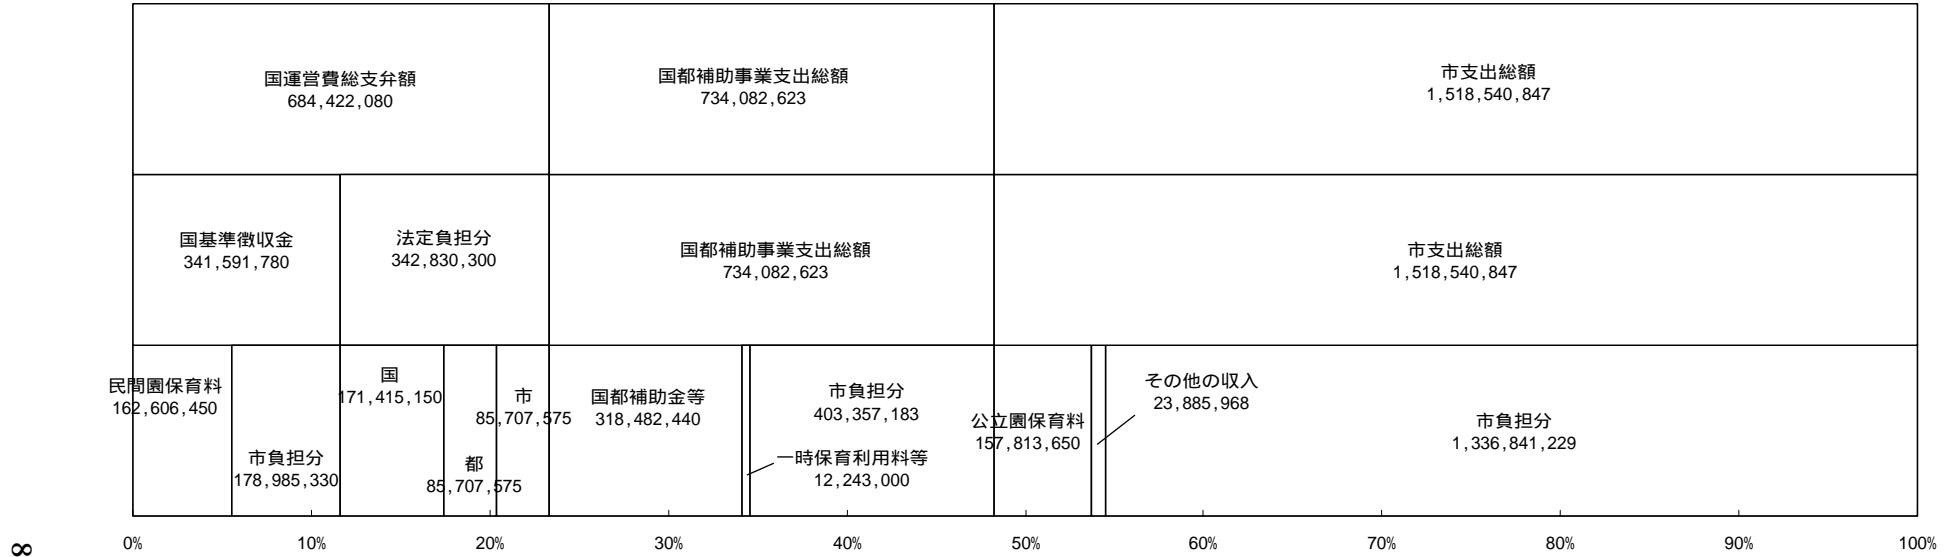 国運営費総支弁額
684,422,080
国都補助事業支出総額
734,082,623
市支出総額
1,518,540,847
国基準徴収金
341,591,780
法定負担分
342,830,300
国都補助事業支出総額
734,082,623
市支出総額
1,518,540,847
民間園保育料
162,606,450
市負担分
178,985,330
国
171,415,150
都
85,707,575
市
85,707,575
国都補助金等
318,482,440
一時保育利用料等
12,243,000
市負担分
403,357,183
公立園保育料
157,813,650
その他の収入
23,885,968
市負担分
1,336,841,229
0% 10% 20% 30% 40% 50% 60% 70% 80% 90% 100%
8